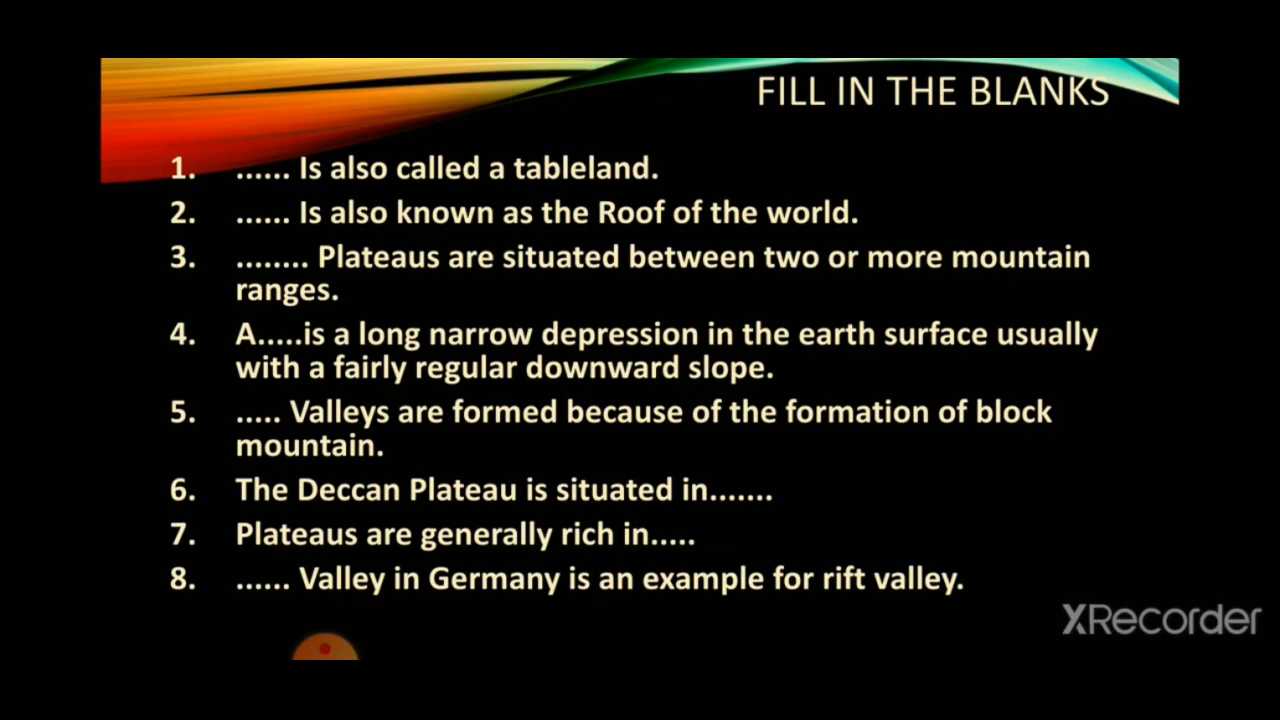 FILL IN THE BLANKS
1. ...... Is also called a tableland.
2. ...... Is also known as the Roof of the world.
3. ........ Plateaus are situated between two or more mountain
ranges.
4. A.....is a long narrow depression in the earth surface usually
with a fairly regular downward slope.
5. ..... Valleys are formed because of the formation of block
mountain.
6. The Deccan Plateau is situated in.......
7. Plateaus are generally rich in.....
8. ...... Valley in Germany is an example for rift valley.
XRecorder